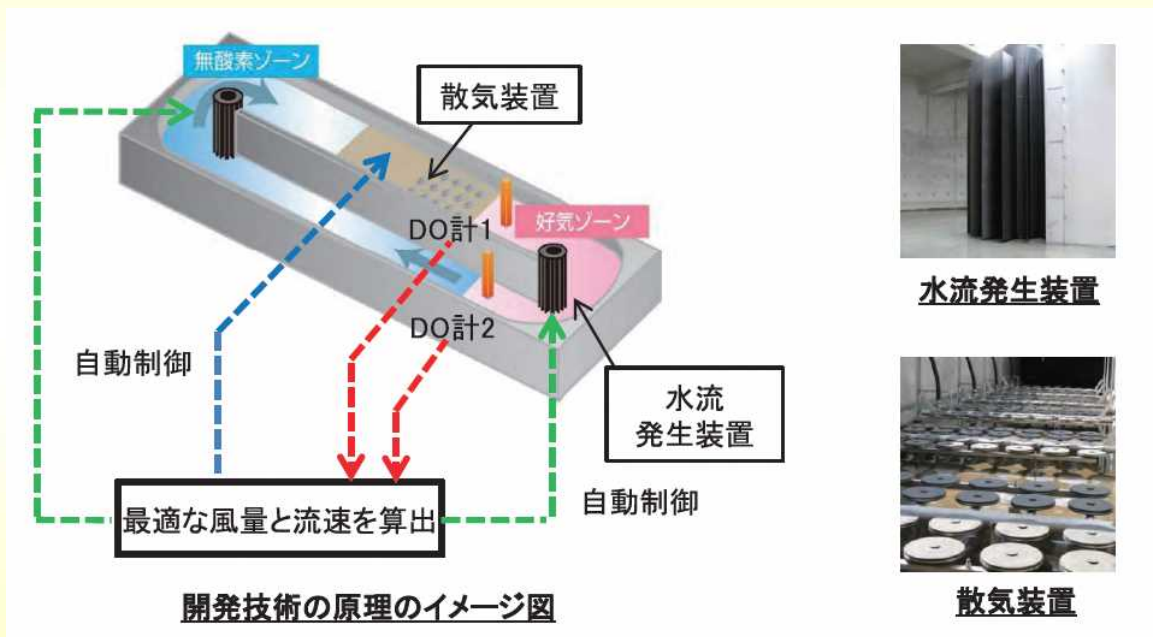 無酸素ゾーン
散気装置
DO計1
好気ゾーン
DO計2
自動制御
水流
発生装置
自動制御
最適な風量と流速を算出
開発技術の原理のイメージ図
水流発生装置
散気装置